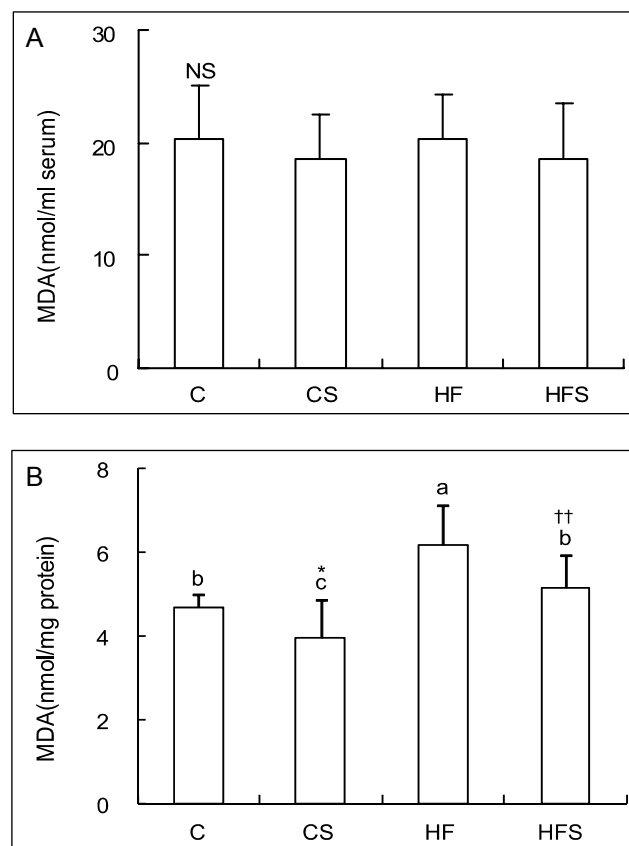 A
30
NS
20
10
0
MDA(nmol/ml serum)
C CS HF HFS
B
8
a
††
b
6
b
*
c
4
2
0
MDA(nmol/mg protein)
C CS HF HFS